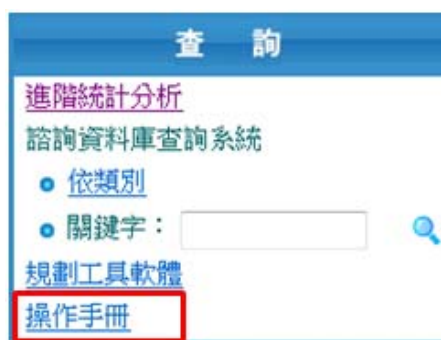 查 詢
進階統計分析
諮詢資料庫查詢系統
依類別
關鍵字：
規劃工具軟體
操作手冊